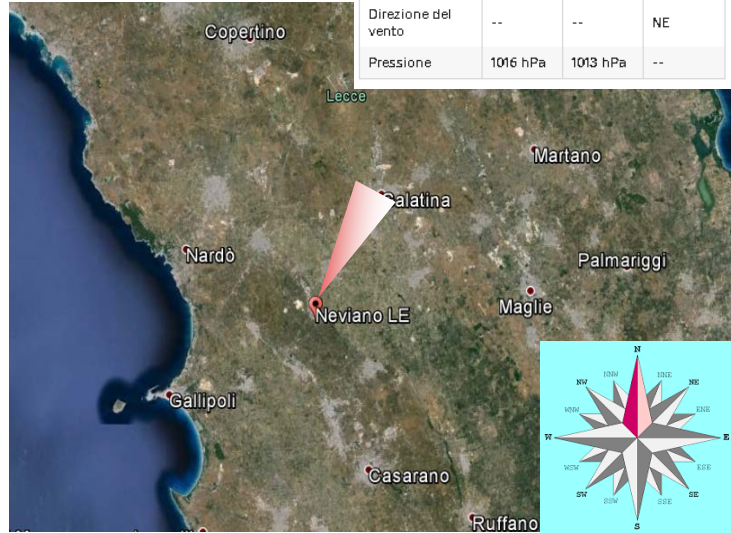 Direzione del vento -- -- NE
Pressione 1016 hPa 1013 hPa --
Copertino
Lecce
Martano
Galatina
Nardò
Palmariggi
Maglie
Neviano LE
Gallipoli
Casarano
Ruffano
N
NNW NNE
NW NE
WNW ENE
W E
WSW ESE
SW SE
SSW SSE
S